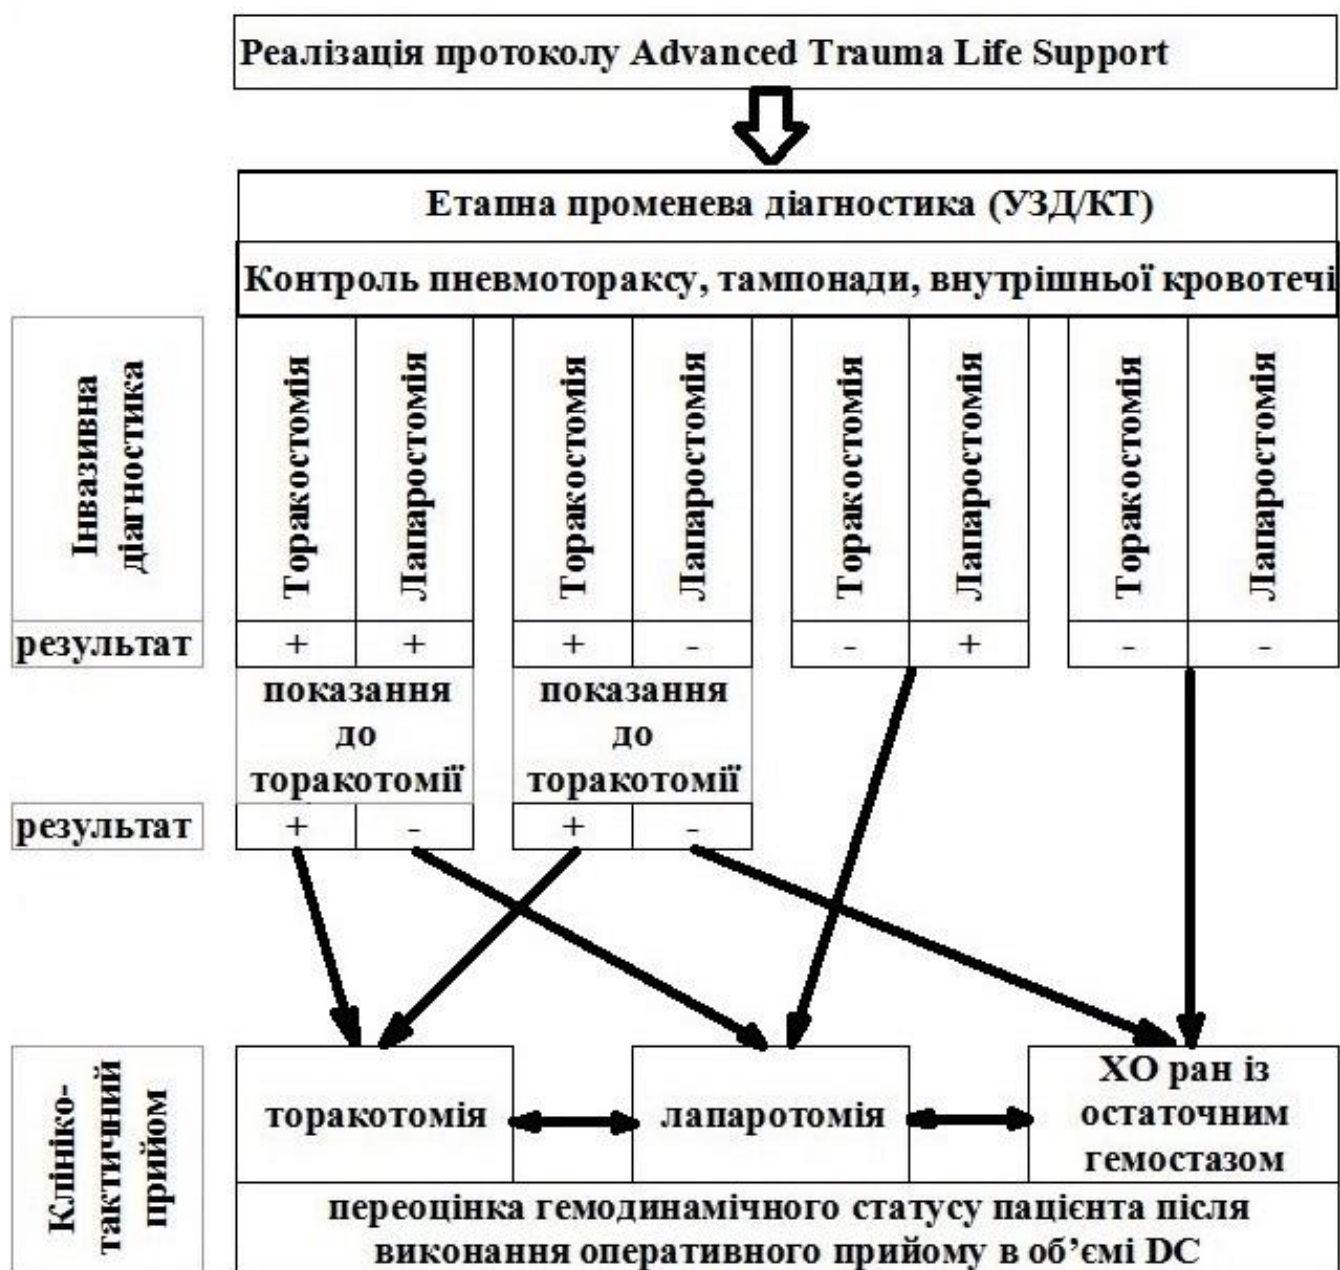 Реалізація протоколу Advanced Trauma Life Support
Етапна променева діагностика (УЗД/КТ)
Контроль пневмотораксу, тампонади, внутрішньої кровотечі
Інвазивна
діагностика
Торакостомія
Лапаростомія
Торакостомія
Лапаростомія
Торакостомія
Лапаростомія
Торакостомія
Лапаростомія
результат
+ + + - - + - -
показання
до
торакотомії
показання
до
торакотомії
результат
+ - + -
Клініко-
тактичний
прийом
торакотомія
лапаротомія
ХО ран із
остаточним
гемостазом
переоцінка гемодинамічного статусу пацієнта після
виконання оперативного прийому в об’ємі DC